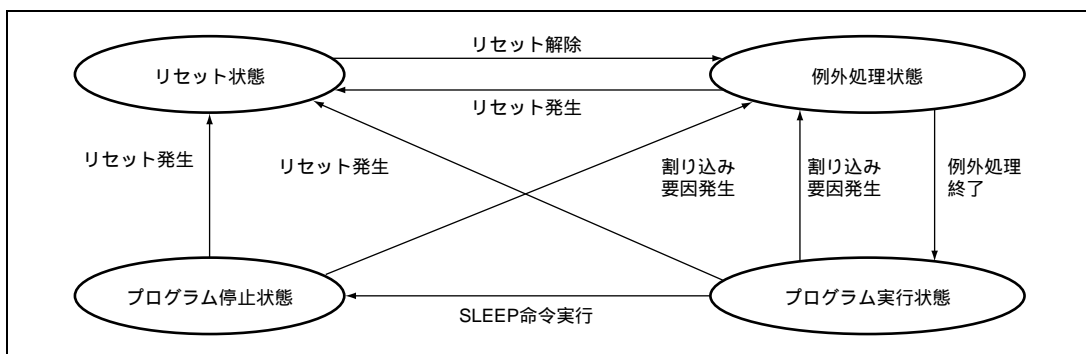 リセット解除
リセット状態
例外処理状態
リセット発生
リセット発生
リセット発生
割り込み
要因発生
割り込み
要因発生
例外処理
終了
プログラム停止状態
プログラム実行状態
SLEEP命令実行